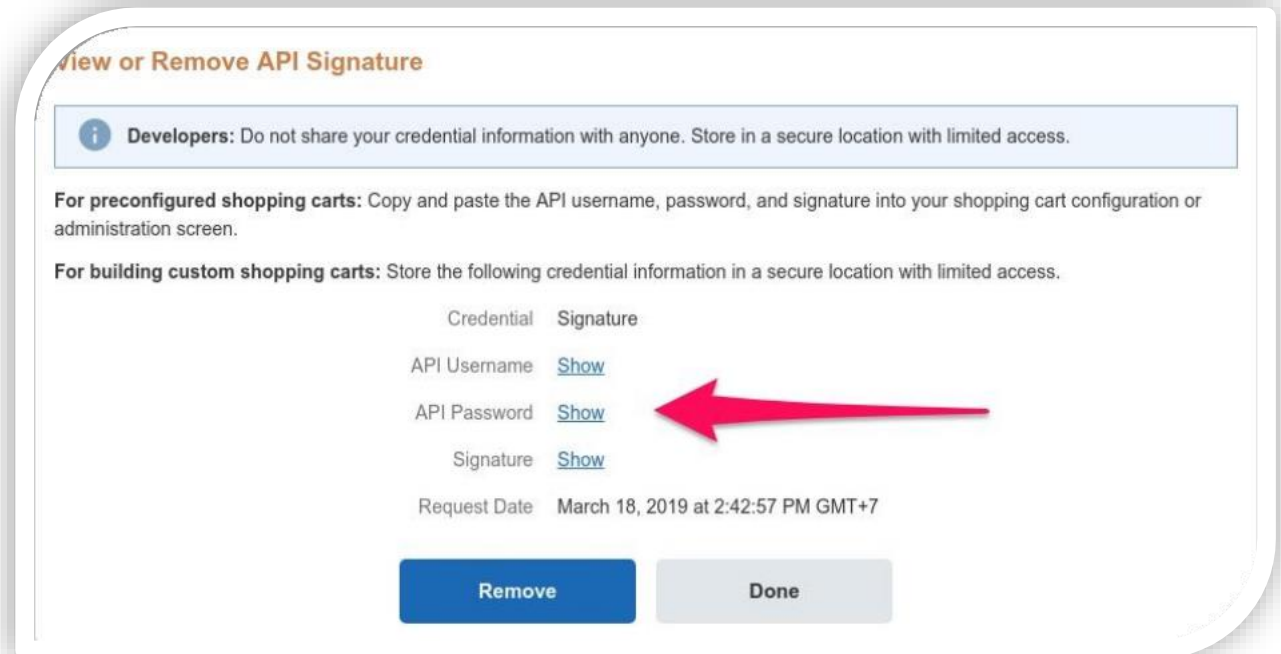 View or Remove API Signature
Developers: Do not share your credential information with anyone. Store in a secure location with limited access.
For preconfigured shopping carts: Copy and paste the API username, password, and signature into your shopping cart configuration or
administration screen.
For building custom shopping carts: Store the following credential information in a secure location with limited access.
Credential Signature
API Username Show
API Password Show
Signature Show
Request Date March 18, 2019 at 2:42:57 PM GMT+7
Remove Done